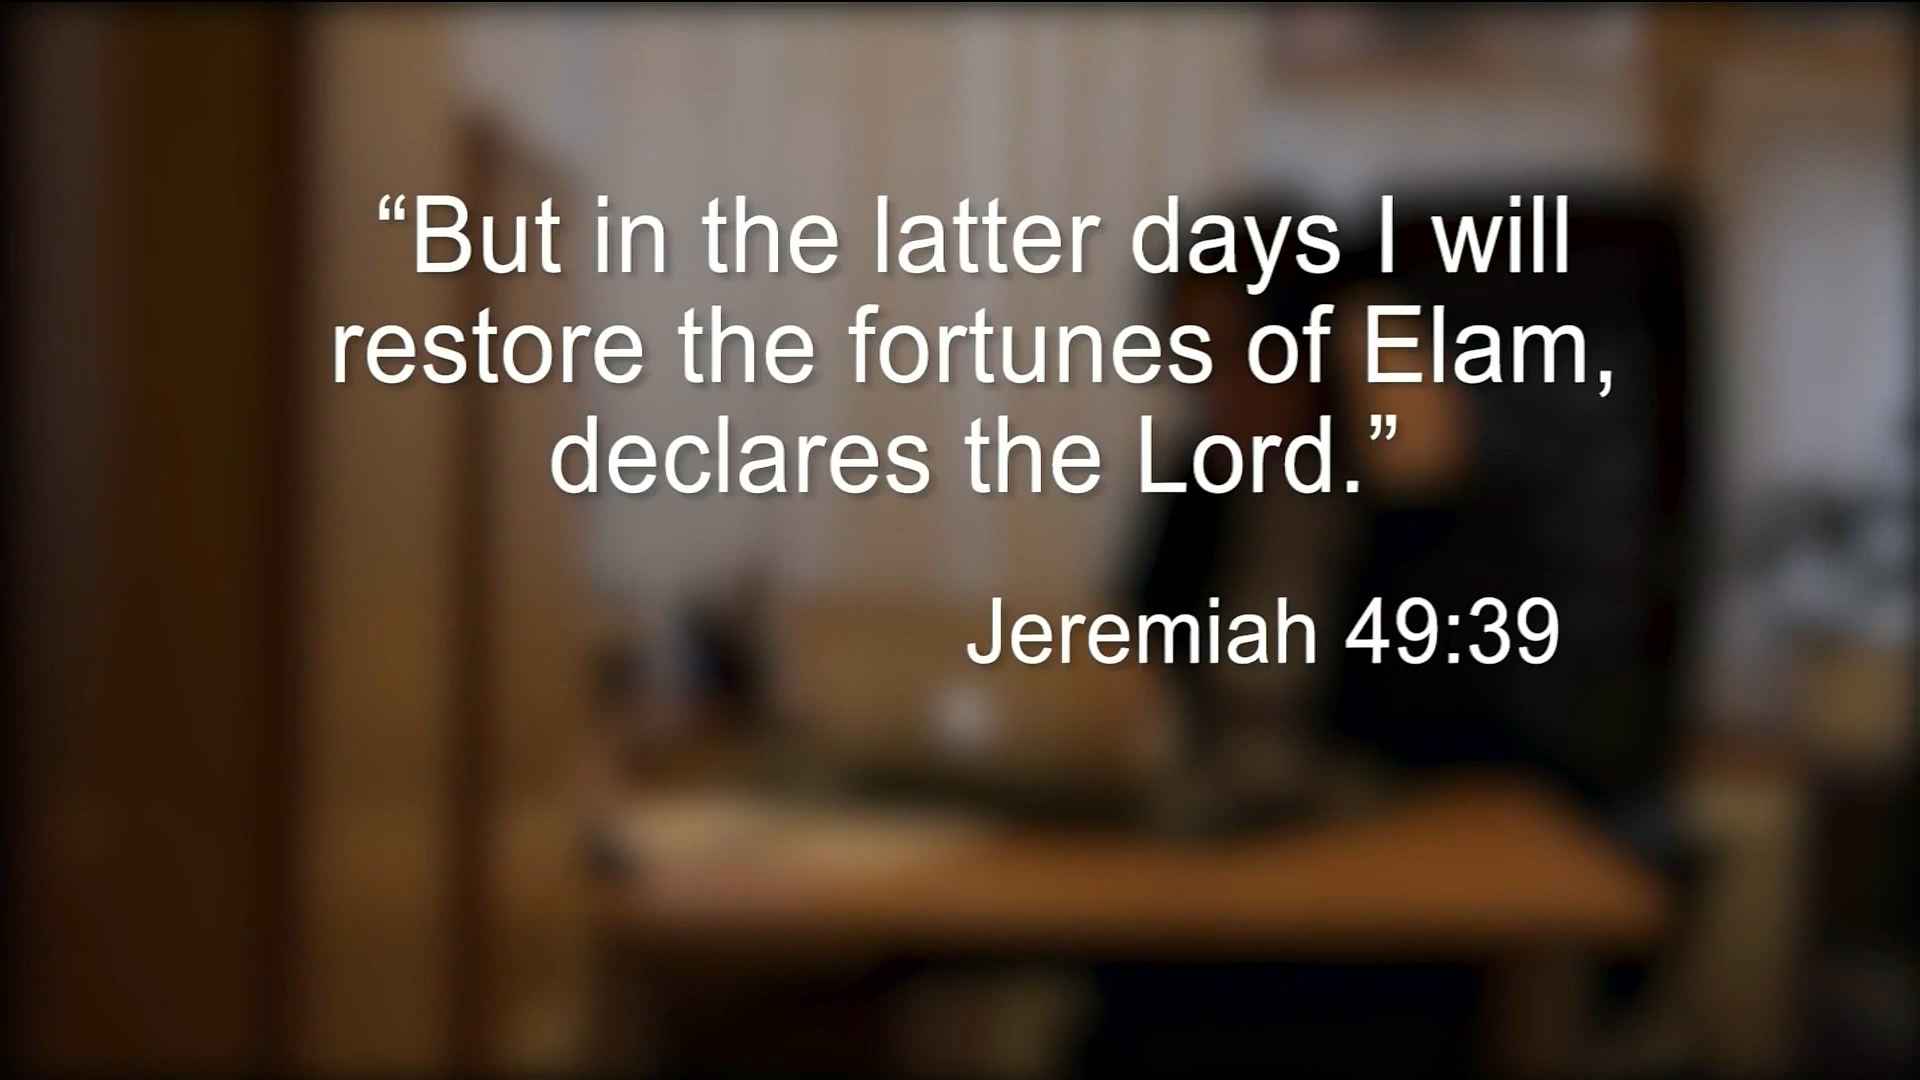 “But in the latter days I will
restore the fortunes of Elam,
declares the Lord.”
Jeremiah 49:39